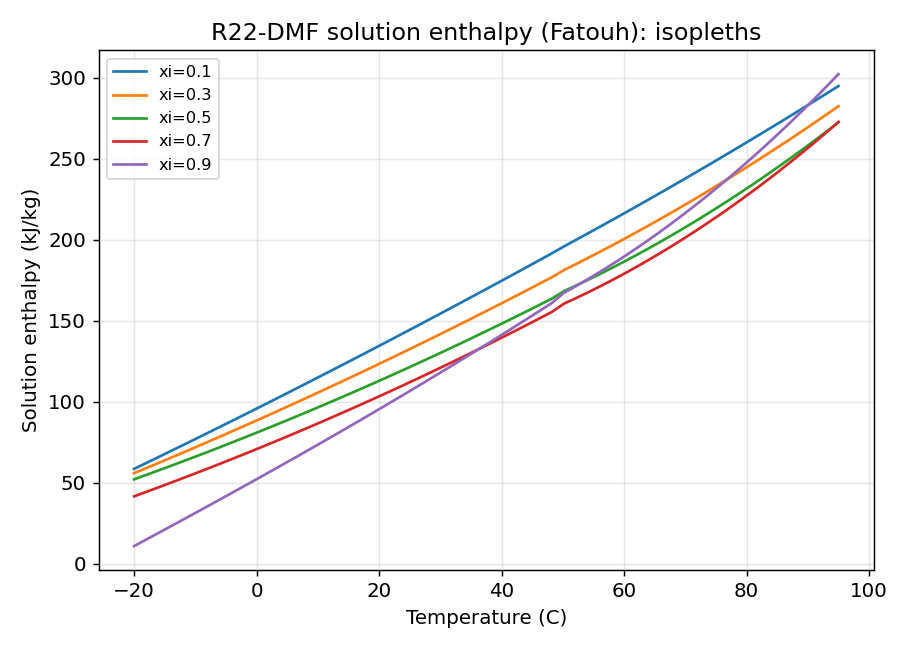 R22-DMF solution enthalpy (Fatouh): isopleths
xi=0.1
xi=0.3
xi=0.5
xi=0.7
xi=0.9
Solution enthalpy (kJ/kg)
300
250
200
150
100
50
0
−20 0 20 40 60 80 100
Temperature (C)